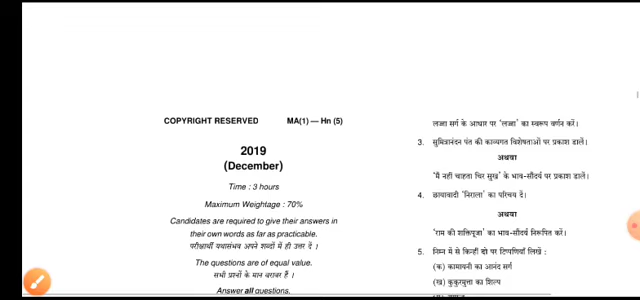 COPYRIGHT RESERVED MA(1) — Hn (5)
2019
(December)
Time : 3 hours
Maximum Weightage : 70%
Candidates are required to give their answers in
their own words as far as practicable.
परीक्षार्थी यथासंभव अपने शब्दों में ही उत्तर दें ।
The questions are of equal value.
सभी प्रश्नों के मान बराबर हैं ।
Answer all questions.
लज्जा सर्ग के आधार पर 'लज्जा' का स्वरूप वर्णन करें।
3. सुमित्रानंदन पंत की काव्यगत विशेषताओं पर प्रकाश डालें।
अथवा
'मैं नहीं चाहता चिर सुख' के भाव-सौंदर्य पर प्रकाश डालें।
4. छायावादी 'निराला' का परिचय दें।
अथवा
'राम की शक्तिपूजा' का भाव-सौंदर्य निरूपित करें।
5. निम्न में से किन्हीं दो पर टिप्पणियाँ लिखें :
(क) कामायनी का आनंद सर्ग
(ख) कुकुरमुत्ता का शिल्प